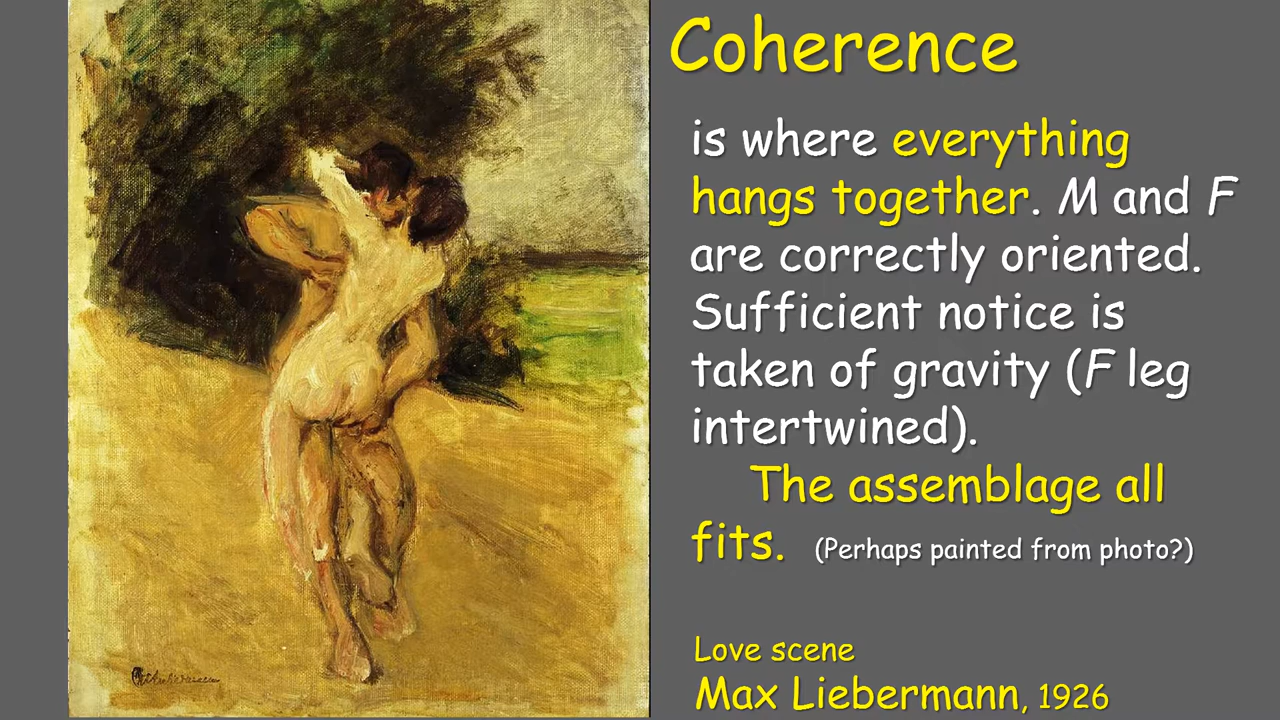 Coherence
is where everything
hangs together. M and F
are correctly oriented.
Sufficient notice is
taken of gravity (F leg
intertwined).
The assemblage all
fits. (Perhaps painted from photo?)
Love scene
Max Liebermann, 1926